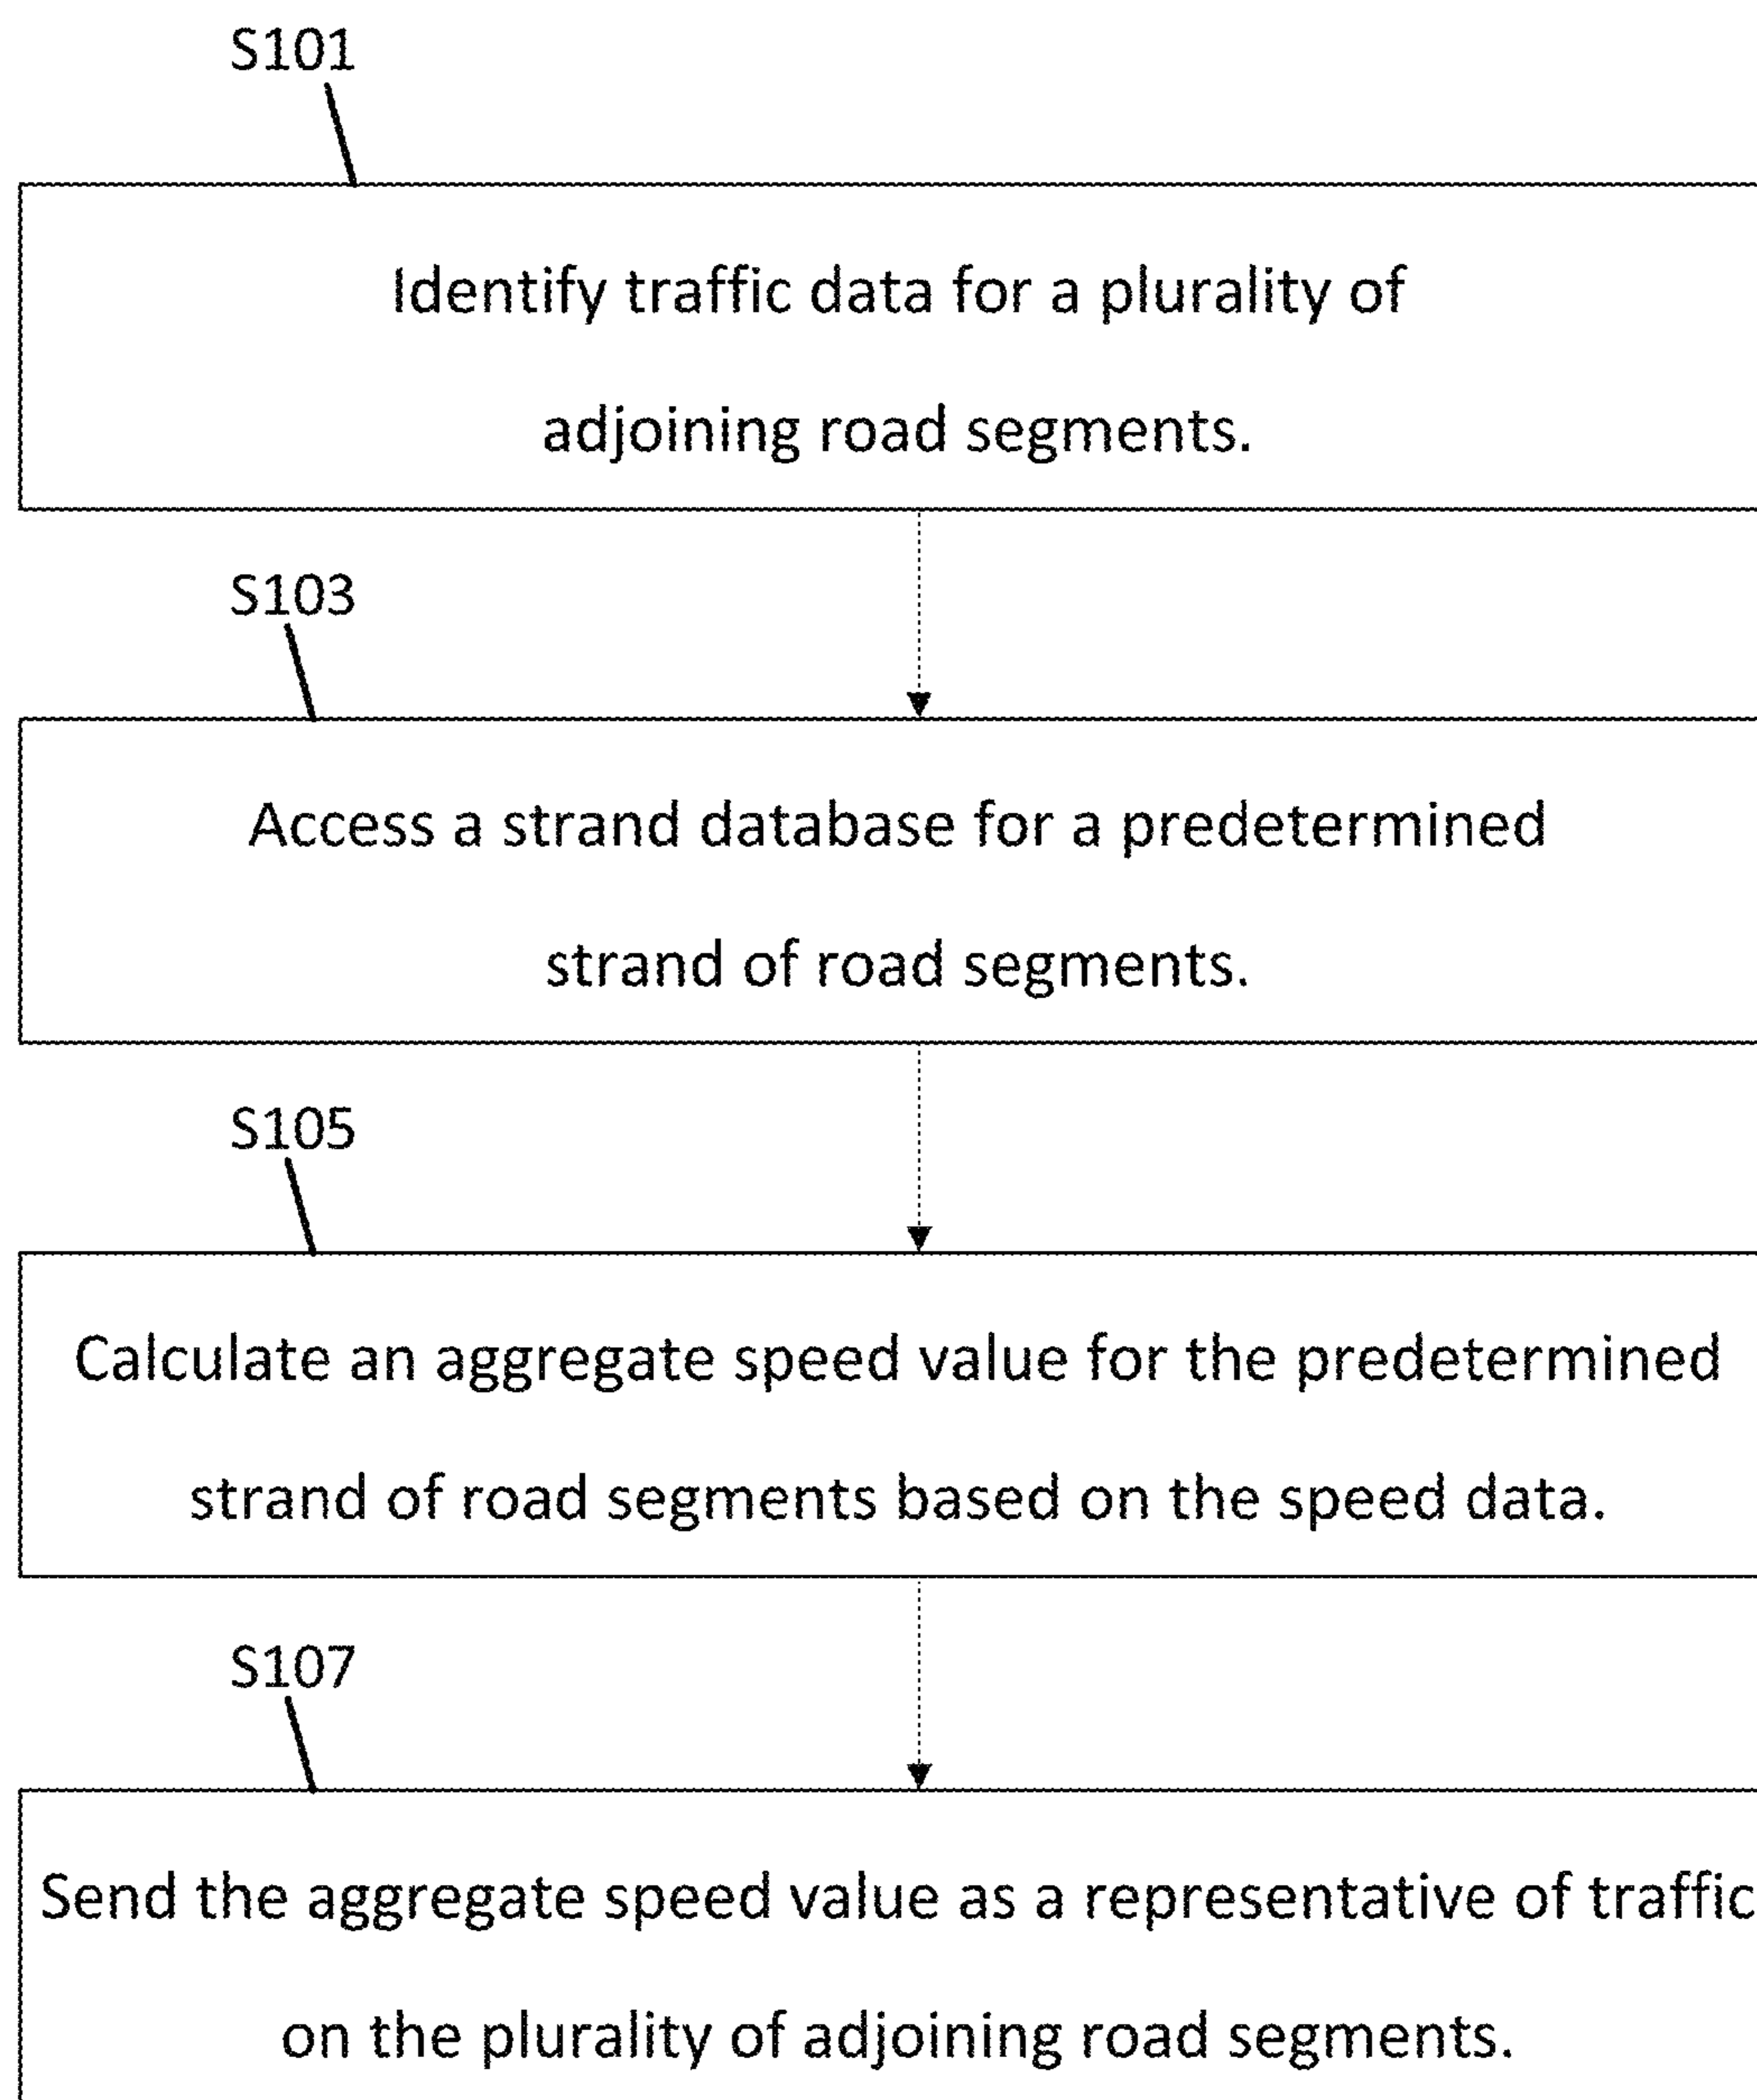 S101
Identify traffic data for a plurality of
adjoining road segments.
S103
Access a strand database for a predetermined
strand of road segments.
S105
Calculate an aggregate speed value for the predetermined
strand of road segments based on the speed data.
S107
Send the aggregate speed value as a representative of traffic
on the plurality of adjoining road segments.